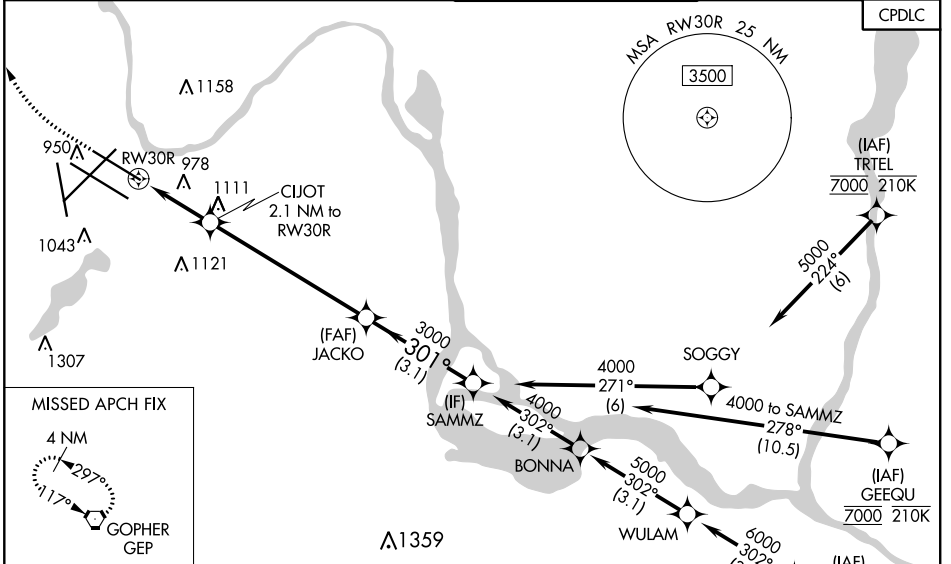 CPDLC
MSA RW30R 25 NM
3500
1158
950
RW30R
978
1111
CIJOT
2.1 NM to
RW30R
1043
1121
1307
(IAF)
TRTEL
7000 210K
5000
224°
(6)
(FAF)
JACKO
3000
301°
(3.1)
SOGGY
4000
271°
(6)
(IF)
SAMMZ
4000
302°
(3.1)
4000 to SAMMZ
278°
(10.5)
BONNA
(IAF)
GEEQU
7000 210K
5000
302°
(3.1)
WULAM
6000
302°
(IAF)
1359
MISSED APCH FIX
4 NM
297°
117°
GOPHER
GEP